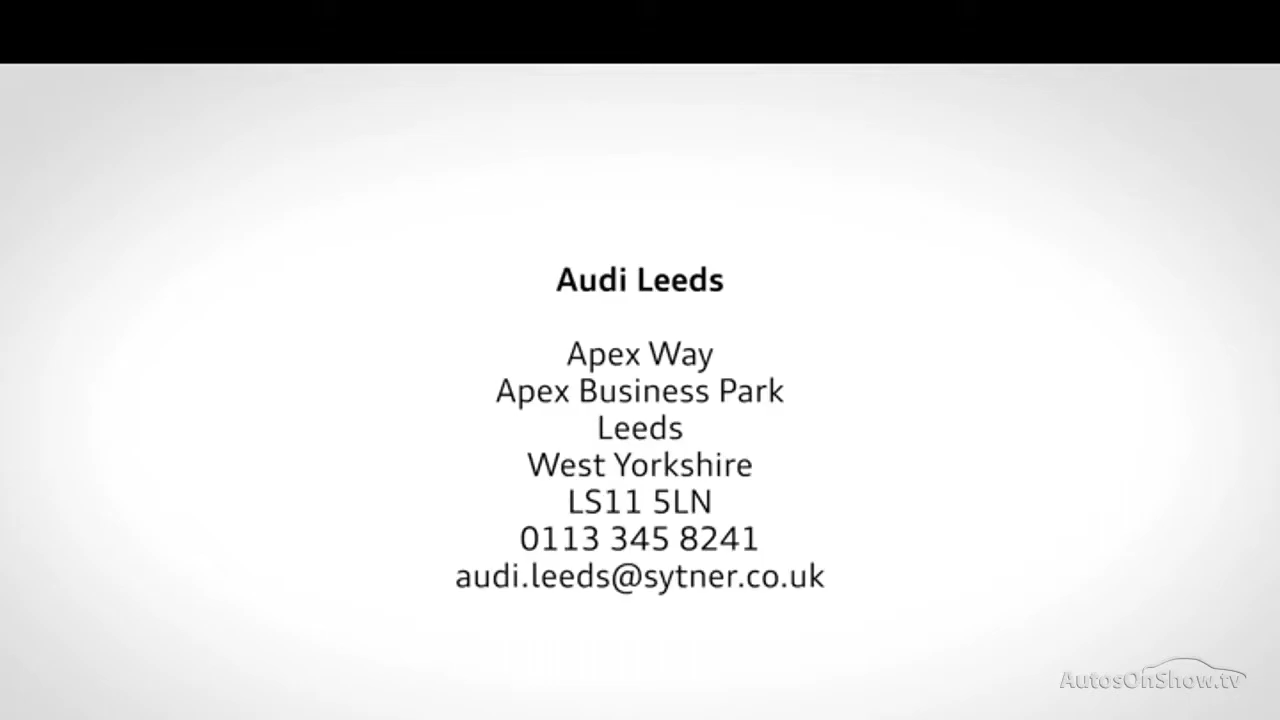 Audi Leeds
Apex Way
Apex Business Park
Leeds
West Yorkshire
LS11 5LN
0113 345 8241
audi.leeds@sytner.co.uk
AutosOnShow.tv